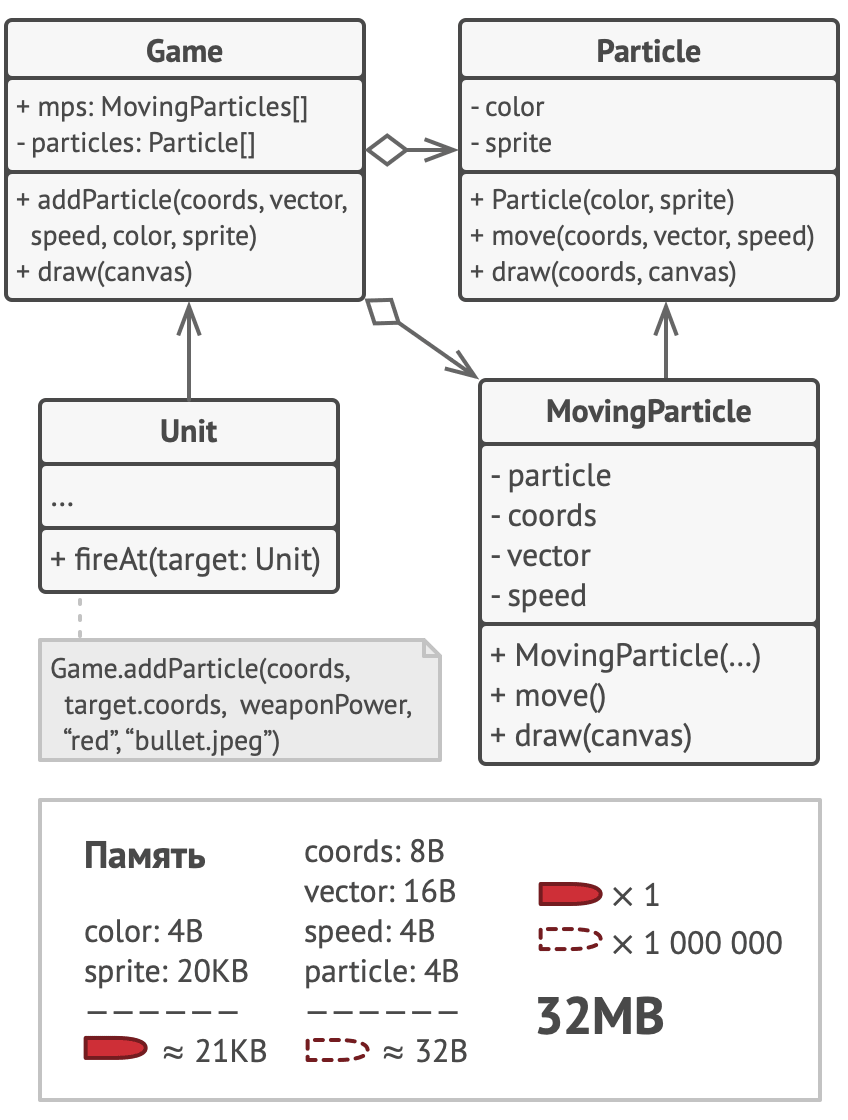 Game
+ mps: MovingParticles[]
- particles: Particle[]
+ addParticle(coords, vector,
speed, color, sprite)
+ draw(canvas)
Particle
- color
- sprite
+ Particle(color, sprite)
+ move(coords, vector, speed)
+ draw(coords, canvas)
Unit
...
+ fireAt(target: Unit)
Game.addParticle(coords,
target.coords, weaponPower,
“red”, “bullet.jpeg”)
MovingParticle
- particle
- coords
- vector
- speed
+ MovingParticle(...)
+ move()
+ draw(canvas)
Память
color: 4B
sprite: 20KB
——————
≈ 21KB
coords: 8B
vector: 16B
speed: 4B
particle: 4B
——————
≈ 32B
× 1
× 1 000 000
32MB